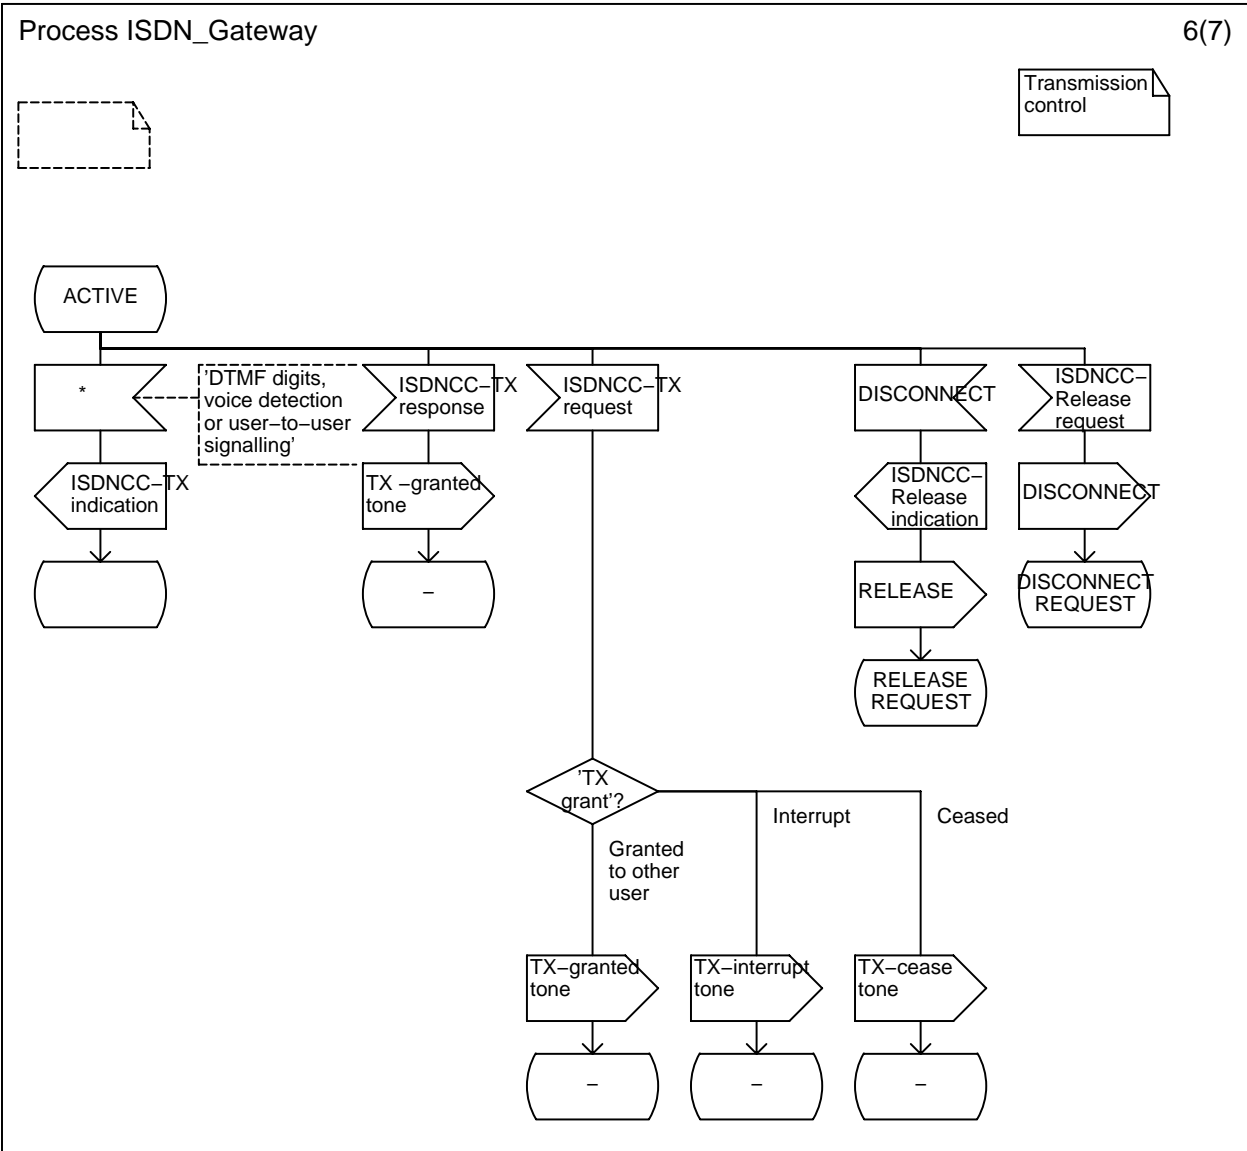 Process ISDN_Gateway
6(7)
Transmission
control
ACTIVE
*
'DTMF digits,
voice detection
or user−to−user
signalling'
ISDNCC−TX
response
ISDNCC−TX
request
DISCONNECT
ISDNCC−
Release
request
ISDNCC−TX
indication
TX −granted
tone
ISDNCC−
Release
indication
DISCONNECT
−
RELEASE
DISCONNECT
REQUEST
RELEASE
REQUEST
'TX
grant'?
Interrupt
Ceased
Granted
to other
user
TX−granted
tone
TX−interrupt
tone
TX−cease
tone
−
−
−